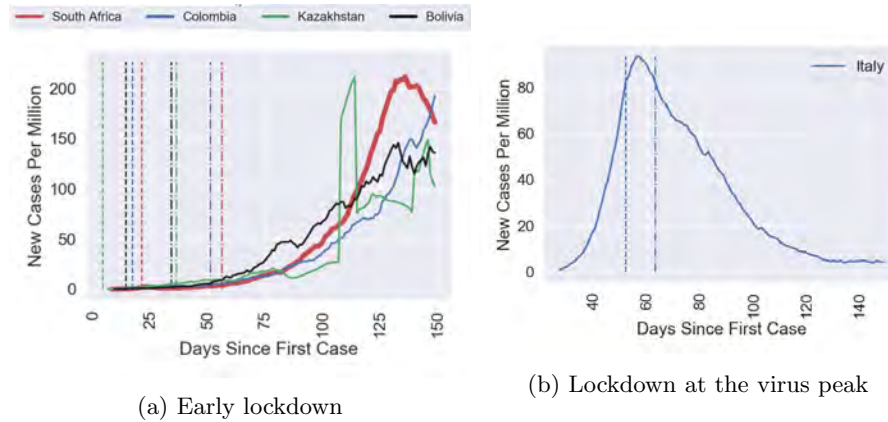 South Africa Colombia Kazakhstan Bolivia
New Cases Per Million
200
150
100
50
0
0 25 50 75 100 125 150
Days Since First Case
(a) Early lockdown
Italy
New Cases Per Million
80
60
40
20
0
40 60 80 100 120 140
Days Since First Case
(b) Lockdown at the virus peak